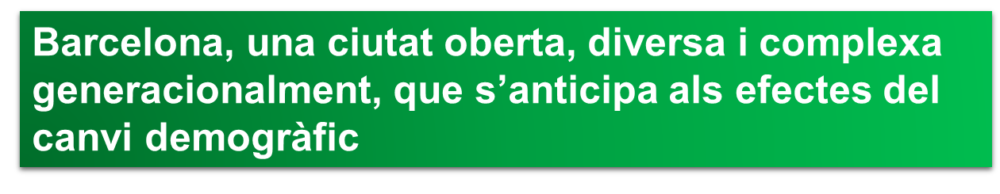 Barcelona, una ciutat oberta, diversa i complexa
generacionalment, que s’anticipa als efectes del
canvi demogràfic